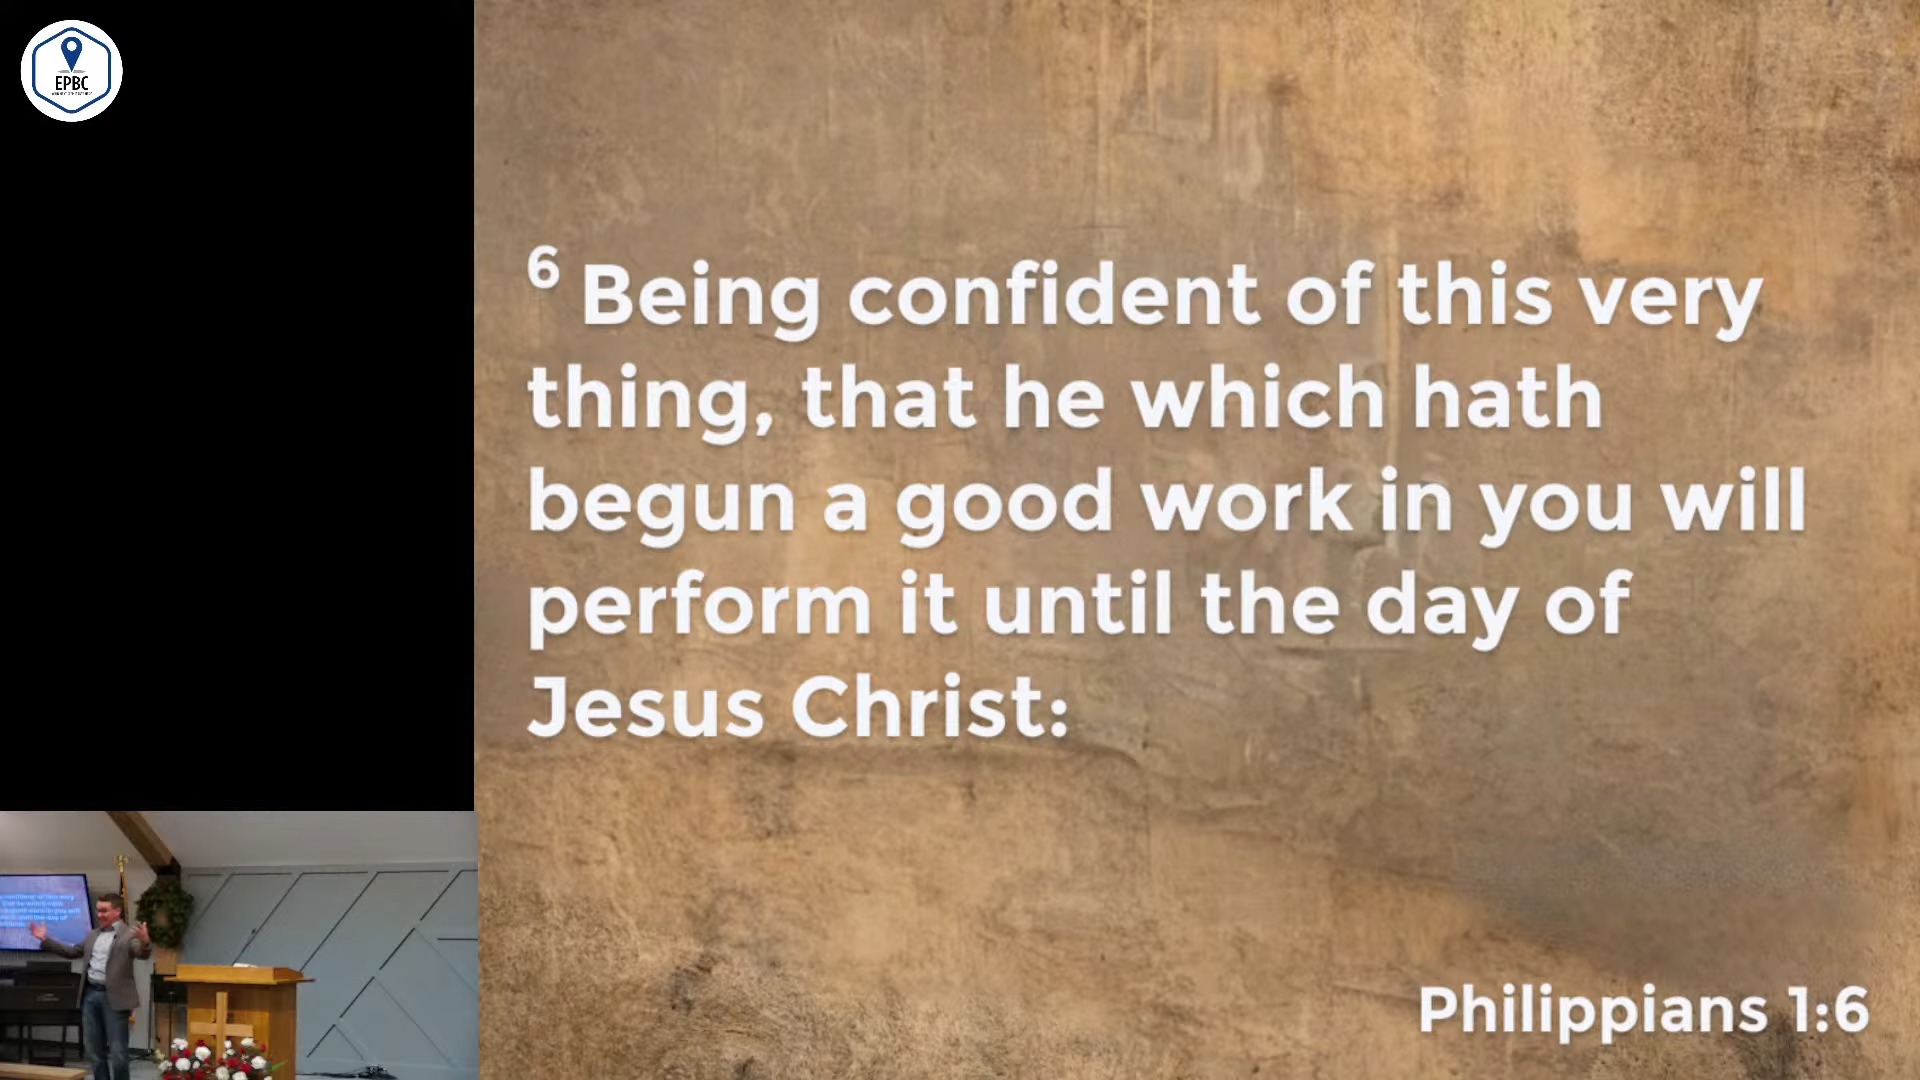 EPBC
6 Being confident of this very
thing, that he which hath
begun a good work in you will
perform it until the day of
Jesus Christ:
Philippians 1:6